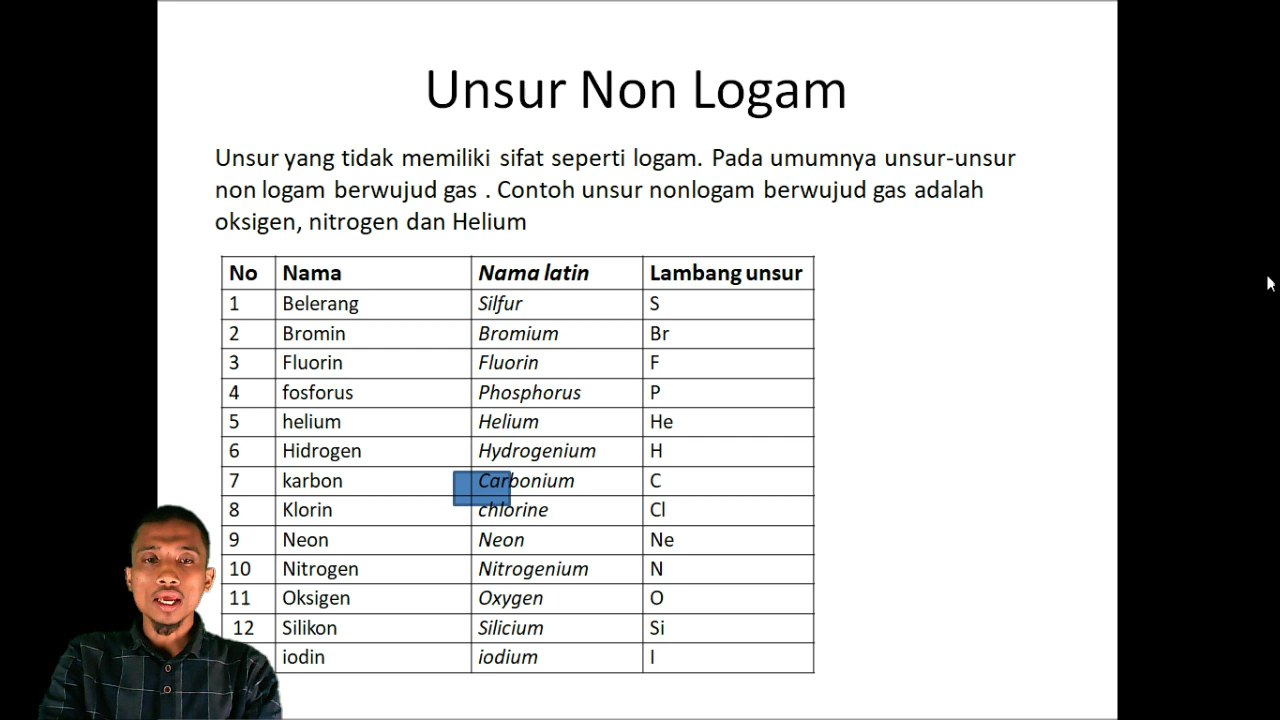 Unsur Non Logam
Unsur yang tidak memiliki sifat seperti logam. Pada umumnya unsur-unsur
non logam berwujud gas . Contoh unsur nonlogam berwujud gas adalah
oksigen, nitrogen dan Helium
No Nama Nama latin Lambang unsur
1 Belerang Silfur S
2 Bromin Bromium Br
3 Fluorin Fluorin F
4 fosforus Phosphorus P
5 helium Helium He
6 Hidrogen Hydrogenium H
7 karbon Carbonium C
8 Klorin chlorine Cl
9 Neon Neon Ne
10 Nitrogen Nitrogenium N
11 Oksigen Oxygen O
12 Silikon Silicium Si
iodin iodium I